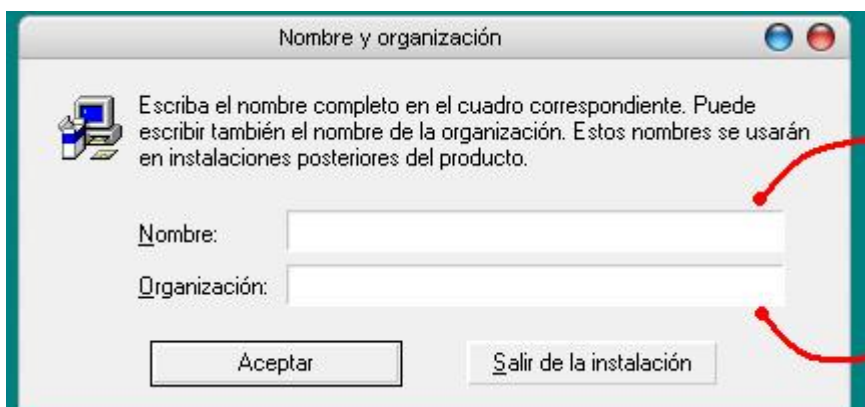 Nombre y organización
Escriba el nombre completo en el cuadro correspondiente. Puede
escribir también el nombre de la organización. Estos nombres se usarán
en instalaciones posteriores del producto.
Nombre:
Organización:
Aceptar
Salir de la instalación